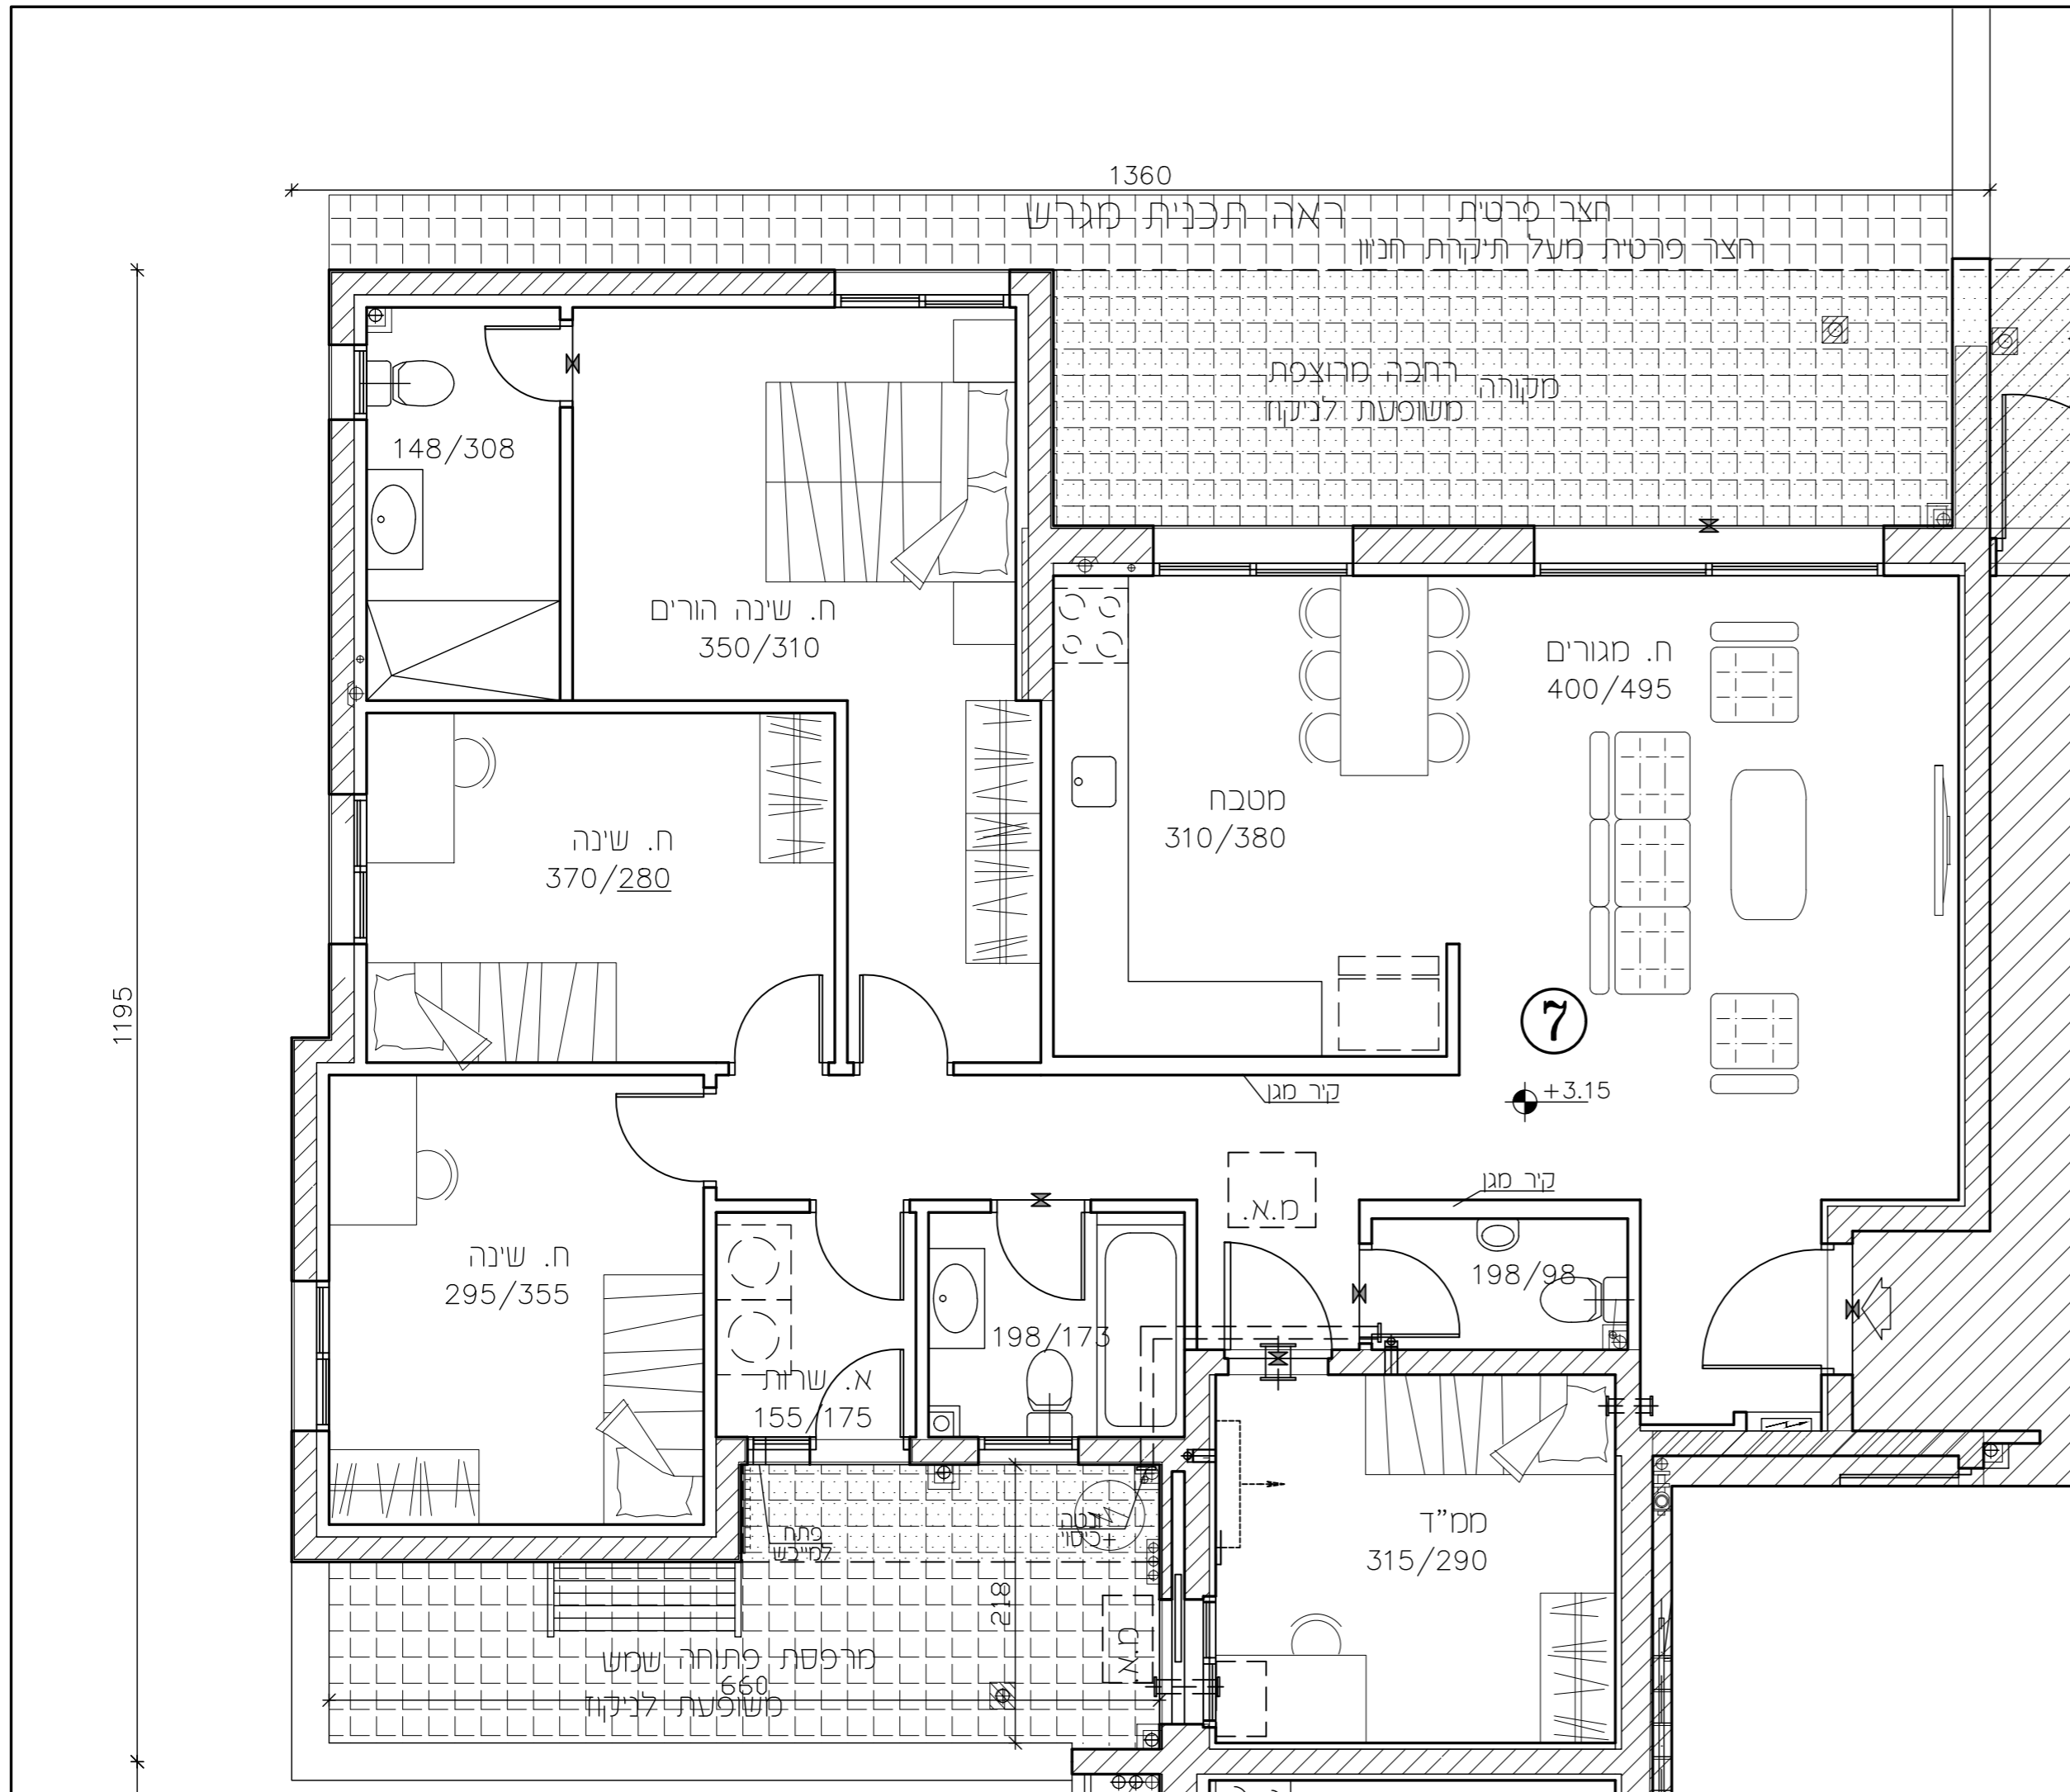 1360
ראה תכנית מגרש
חצר פרטית
חצר פרטית מעל תיקרת חניון
רחבה מרוצפת
מקורה
משופעת לניקוז
148/308
ח. שינה הורים
350/310
ח. מגורים
400/495
מטבח
310/380
ח. שינה
370/280
1195
7
+3.15
קיר מגן
קיר מגן
מ.א.
198/98
ח. שינה
295/355
198/173
א. שרות
155/175
פתח
למייבש
+כיסוי
ממ"ד
315/290
218
מ.א
מרפסת פתוחה שמש
660
משופעת לניקוז